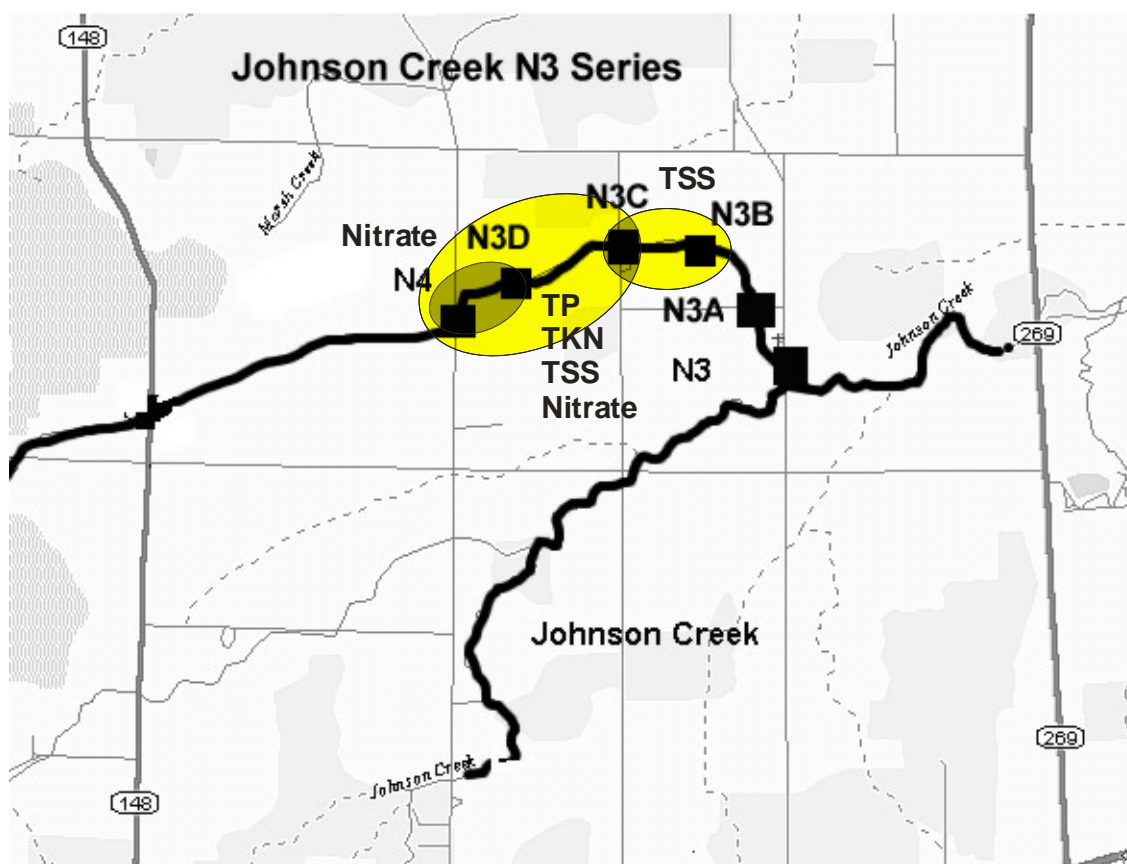 148
Johnson Creek N3 Series
Marsh Creek
TSS
N3C
N3B
Nitrate
N3D
N4
TP
TKN
TSS
Nitrate
N3A
N3
Johnson Creek
269
Johnson Creek
269
Johnson Creek
148